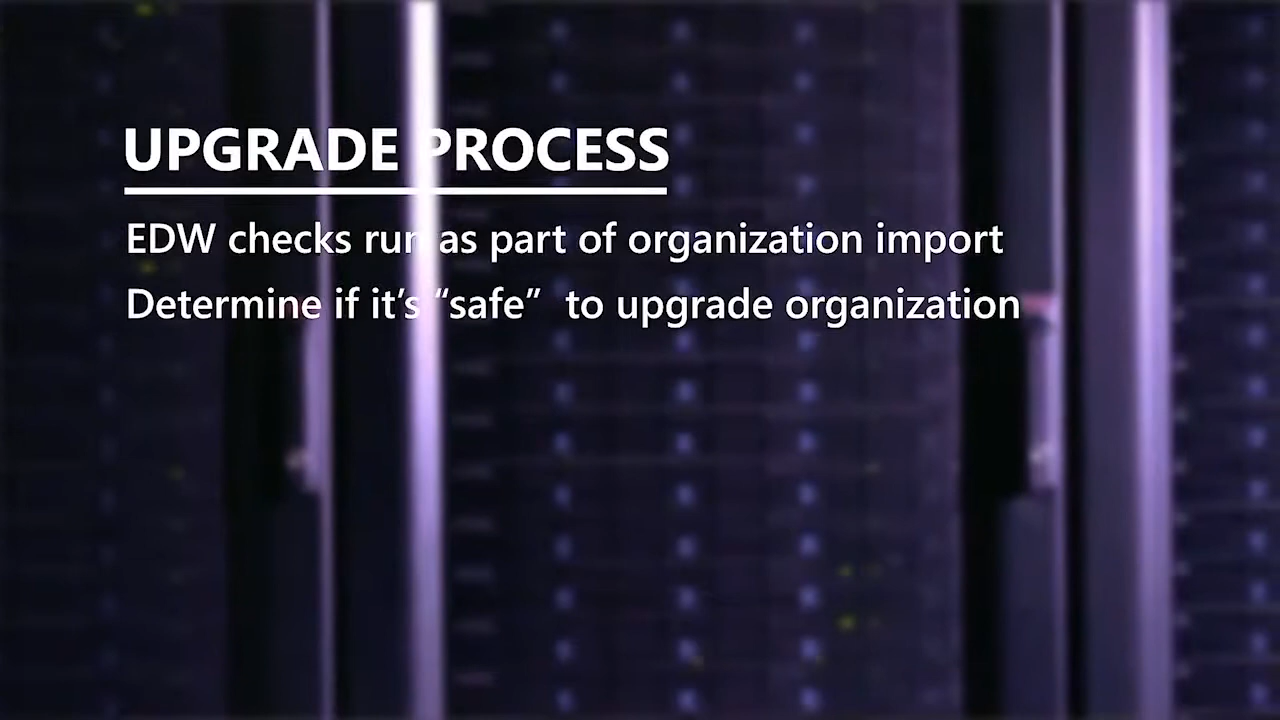 UPGRADE PROCESS
EDW checks run as part of organization import
Determine if it’s “safe”  to upgrade organization